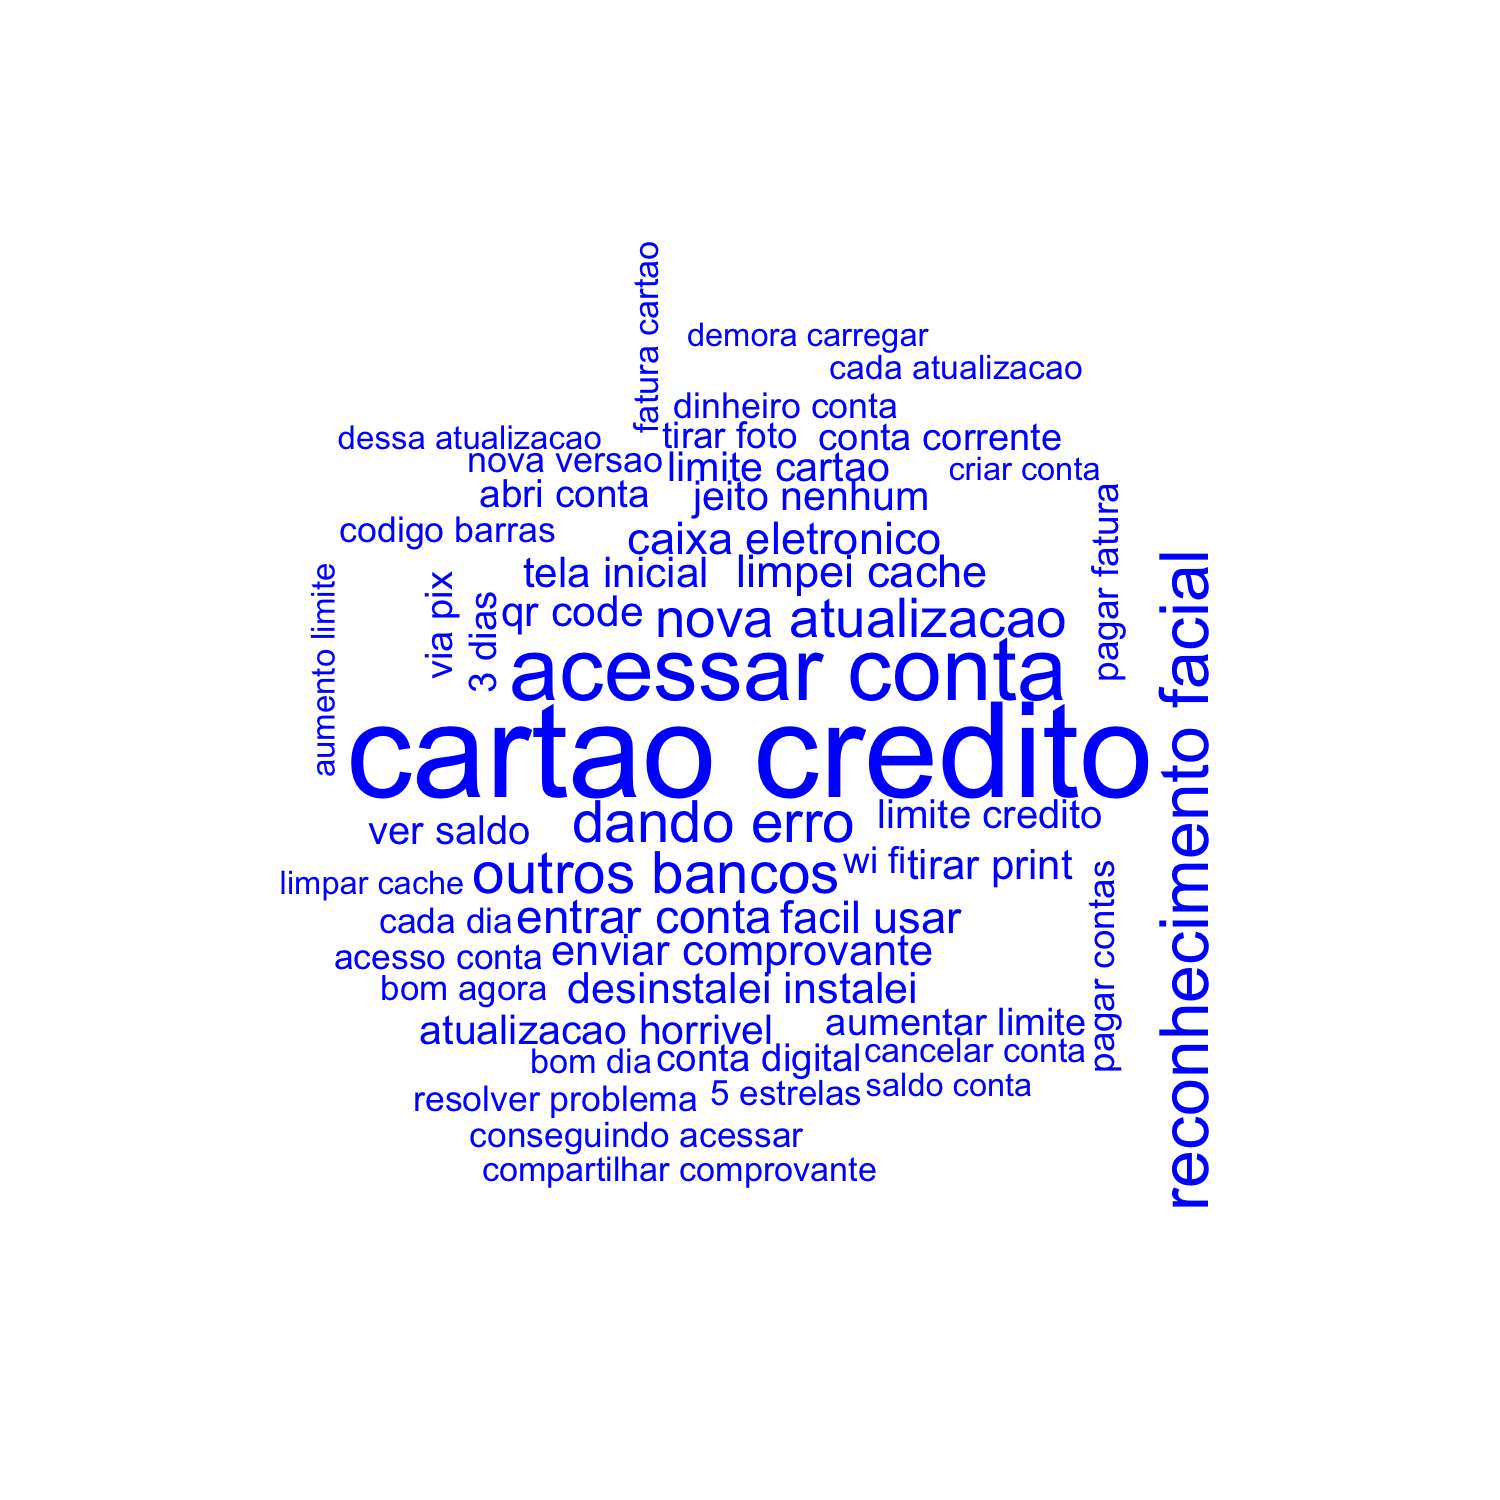 fatura cartao
demora carregar
cada atualizacao
dinheiro conta
dessa atualizacao
tirar foto
conta corrente
nova versao
limite cartao
criar conta
abri conta
jeito nenhum
pagar fatura
codigo barras
caixa eletronico
reconhecimento facial
aumento limite
via pix
tela inicial
limpei cache
3 dias
qr code
nova atualizacao
acessar conta
cartao credito
ver saldo
dando erro
limite credito
limpar cache
outros bancos
wi fi
tirar print
pagar contas
cada dia
entrar conta
facil usar
acesso conta
enviar comprovante
bom agora
desinstalei instalei
atualizacao horrivel
aumentar limite
bom dia
conta digital
cancelar conta
resolver problema
5 estrelas
saldo conta
conseguindo acessar
compartilhar comprovante